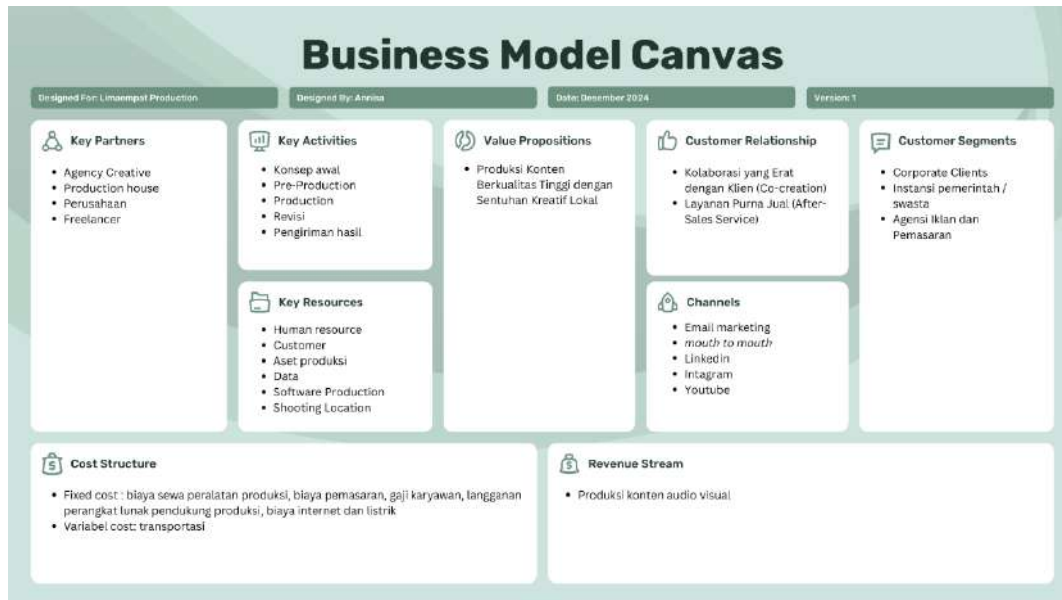 Business Model Canvas
Designed For: Limaempat Production
Designed By: Annisa
Date: Desember 2024
Version: 1
Key Partners
• Agency Creative
• Production house
• Perusahaan
• Freelancer
Key Activities
• Konsep awal
• Pre-Production
• Production
• Revisi
• Pengiriman hasil
Key Resources
• Human resource
• Customer
• Aset produksi
• Data
• Software Production
• Shooting Location
Value Propositions
• Produksi Konten
Berkualitas Tinggi dengan
Sentuhan Kreatif Lokal
Customer Relationship
• Kolaborasi yang Erat
dengan Klien (Co-creation)
• Layanan Purna Jual (After-
Sales Service)
Channels
• Email marketing
• mouth to mouth
• Linkedin
• Intagram
• Youtube
Customer Segments
• Corporate Clients
• Instansi pemerintah /
swasta
• Agensi Iklan dan
Pemasaran
Cost Structure
• Fixed cost : biaya sewa peralatan produksi, biaya pemasaran, gaji karyawan, langganan
perangkat lunak pendukung produksi, biaya internet dan listrik
• Variabel cost: transportasi
Revenue Stream
• Produksi konten audio visual